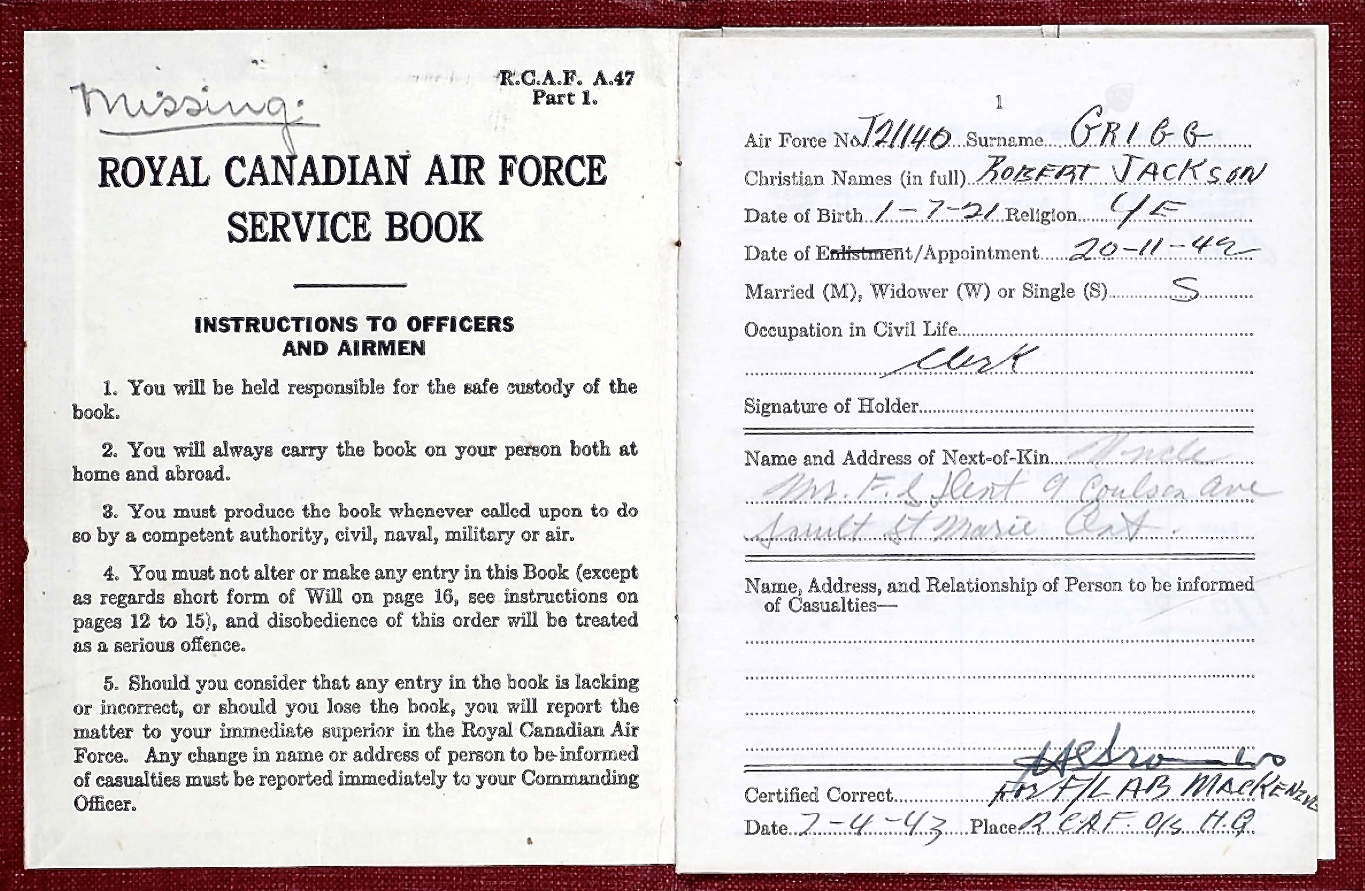 Missing.
R.C.A.F. A.47
Part 1.
ROYAL CANADIAN AIR FORCE
SERVICE BOOK
INSTRUCTIONS TO OFFICERS
AND AIRMEN
1. You will be held responsible for the safe custody of the
book.
2. You will always carry the book on your person both at
home and abroad.
3. You must produce the book whenever called upon to do
so by a competent authority, civil, naval, military or air.
4. You must not alter or make any entry in this Book (except
as regards short form of Will on page 16, see instructions on
pages 12 to 15), and disobedience of this order will be treated
as a serious offence.
5. Should you consider that any entry in the book is lacking
or incorrect, or should you lose the book, you will report the
matter to your immediate superior in the Royal Canadian Air
Force. Any change in name or address of person to be informed
of casualties must be reported immediately to your Commanding
Officer.
1
Air Force No. J21140 Surname GRIGG
Christian Names (in full) ROBERT JACKSON
Date of Birth 1-7-21 Religion
Date of Enlistment/Appointment 20-11-42
Married (M), Widower (W) or Single (S) S
Occupation in Civil Life
Clerk
Signature of Holder
Name and Address of Next-of-Kin Uncle
Mr. F. 9 Coulson Ave
Sault St Marie Ont.
Name, Address, and Relationship of Person to be informed
of Casualties—
Certified Correct for F/L AB MACKENZIE
Date 7-4-43 Place RCAF. O/S H.Q